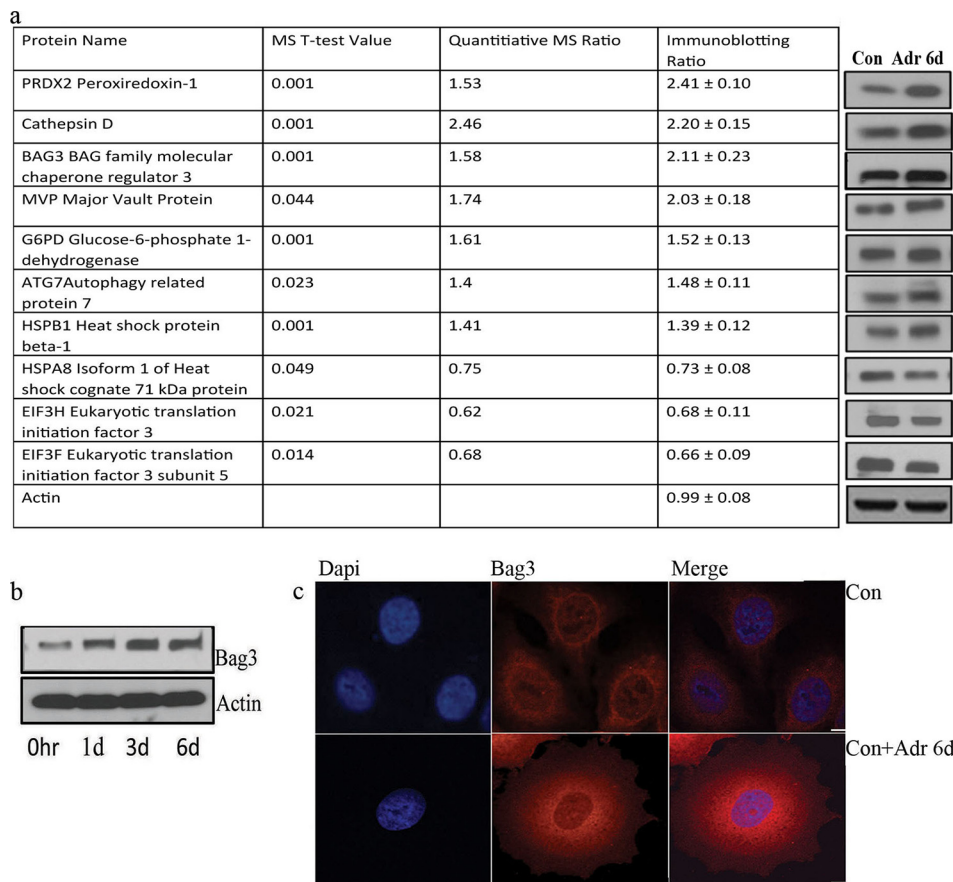 a
Protein Name MS T-test Value Quantitiative MS Ratio Immunoblotting
Ratio
Con Adr 6d
PRDX2 Peroxiredoxin-1 0.001 1.53 2.41 ± 0.10
Cathepsin D 0.001 2.46 2.20 ± 0.15
BAG3 BAG family molecular 0.001 1.58 2.11 ± 0.23
chaperone regulator 3
MVP Major Vault Protein 0.044 1.74 2.03 ± 0.18
G6PD Glucose-6-phosphate 1- 0.001 1.61 1.52 ± 0.13
dehydrogenase
ATG7Autophagy related 0.023 1.4 1.48 ± 0.11
protein 7
HSPB1 Heat shock protein 0.001 1.41 1.39 ± 0.12
beta-1
HSPA8 Isoform 1 of Heat 0.049 0.75 0.73 ± 0.08
shock cognate 71 kDa protein
EIF3H Eukaryotic translation 0.021 0.62 0.68 ± 0.11
initiation factor 3
EIF3F Eukaryotic translation 0.014 0.68 0.66 ± 0.09
initiation factor 3 subunit 5
Actin 0.99 ± 0.08
b
Bag3
Actin
0hr 1d 3d 6d
c
Dapi Bag3 Merge
Con
Con+Adr 6d